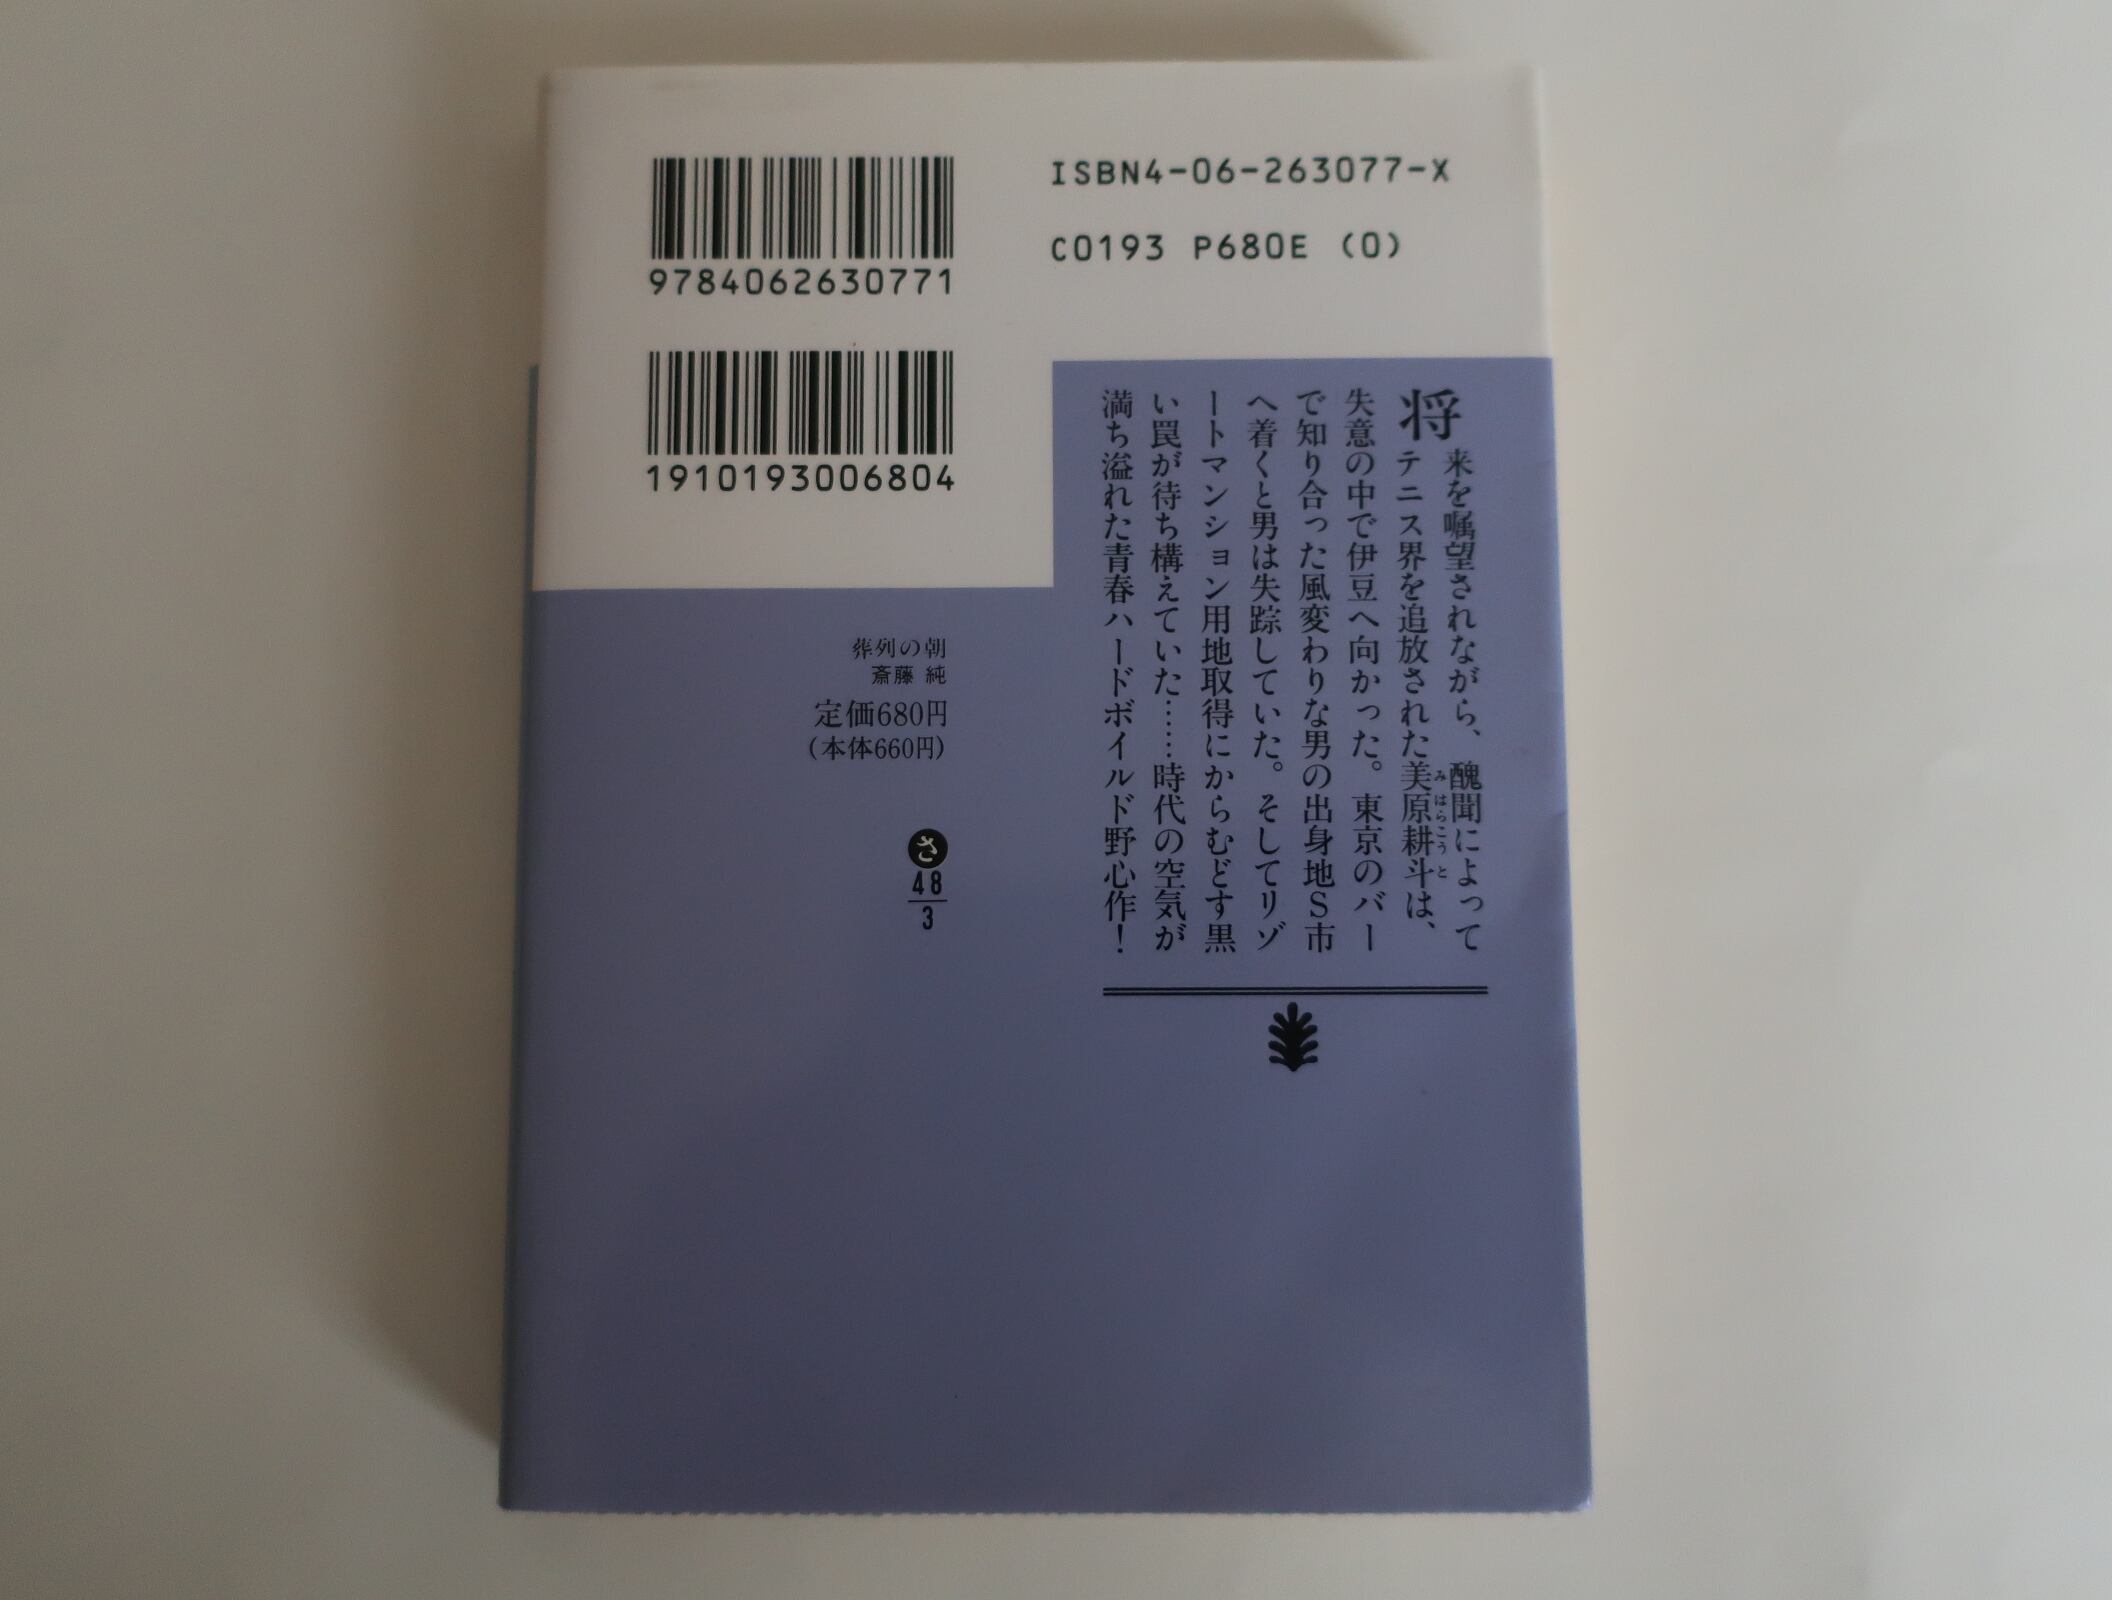 9784062630771
1910193006804
ISBN4-06-263077-X
C0193 P680E (0)
将来を嘱望されながら、醜聞によって
テニス界を追放された美原耕斗は、
みはらこうと
失意の中で伊豆へ向かった。東京のバー
で知り合った風変わりな男の出身地S市
へ着くと男は失踪していた。そしてリゾ
ートマンション用地取得にからむどす黒
い罠が待ち構えていた……時代の空気が
満ち溢れた青春ハードボイルド野心作！
葬列の朝
斎藤 純
定価680円
(本体660円)
さ
48
3